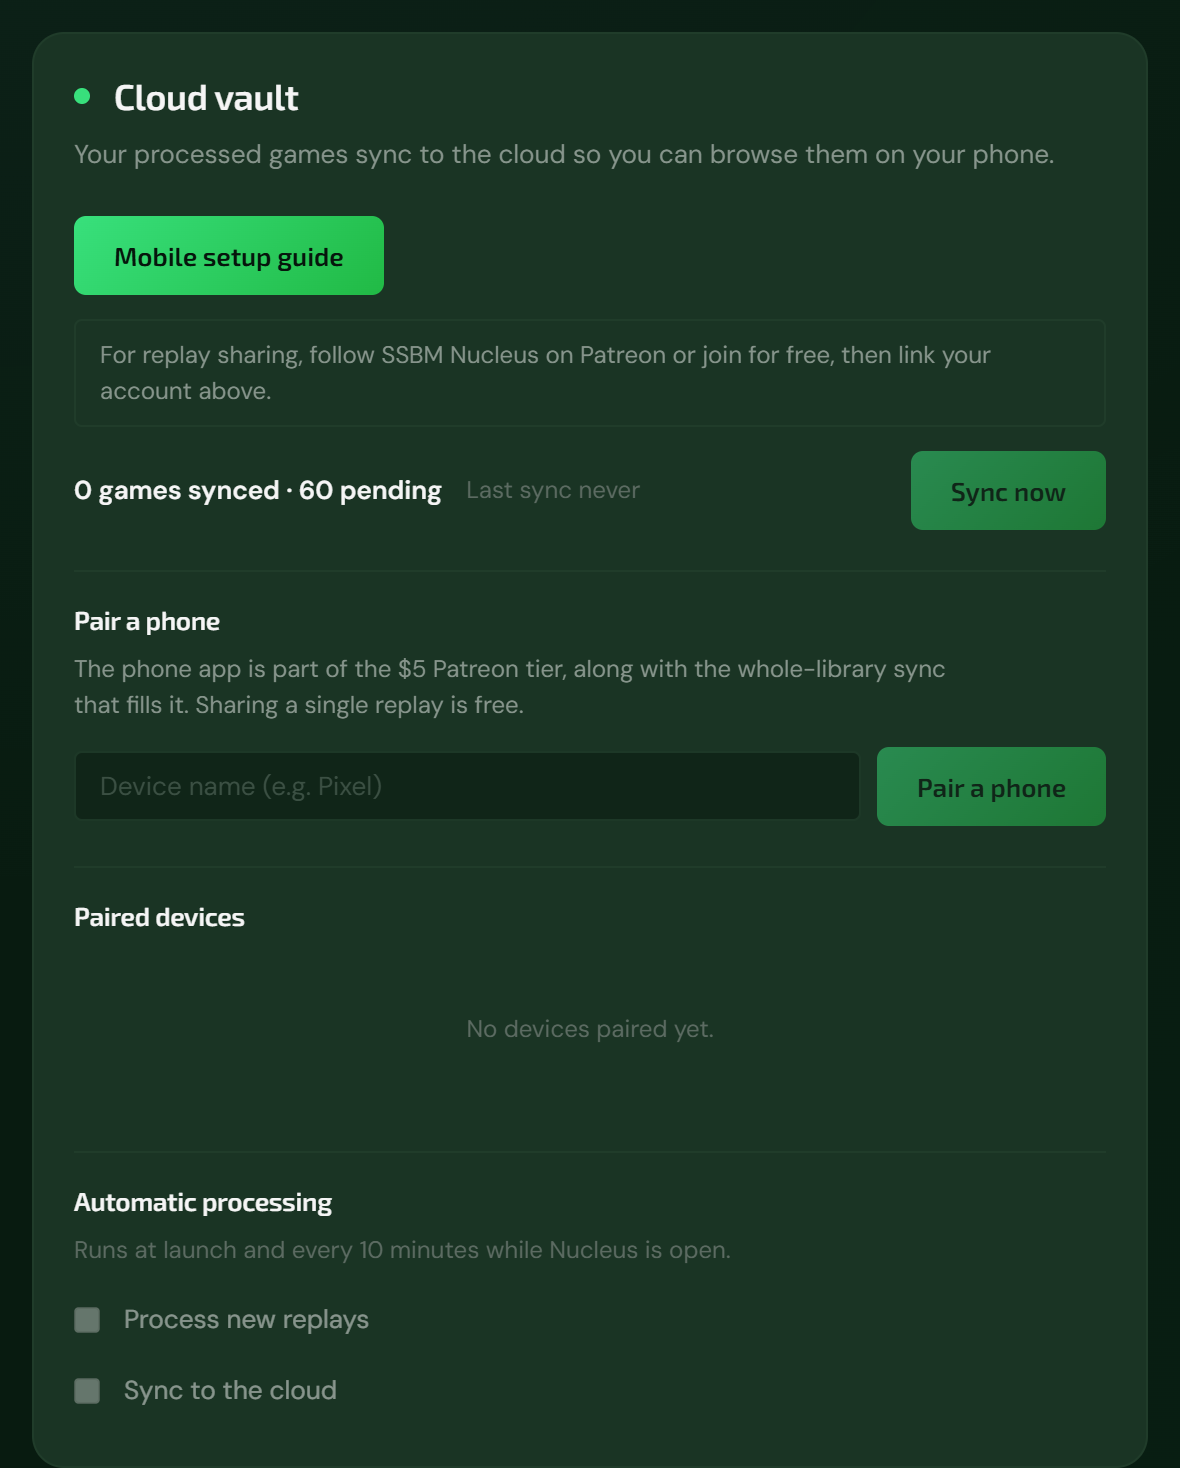 Cloud vault
Your processed games sync to the cloud so you can browse them on your phone.
Mobile setup guide
For replay sharing, follow SSBM Nucleus on Patreon or join for free, then link your
account above.
0 games synced · 60 pending Last sync never
Sync now
Pair a phone
The phone app is part of the $5 Patreon tier, along with the whole-library sync
that fills it. Sharing a single replay is free.
Device name (e.g. Pixel)
Pair a phone
Paired devices
No devices paired yet.
Automatic processing
Runs at launch and every 10 minutes while Nucleus is open.
Process new replays
Sync to the cloud